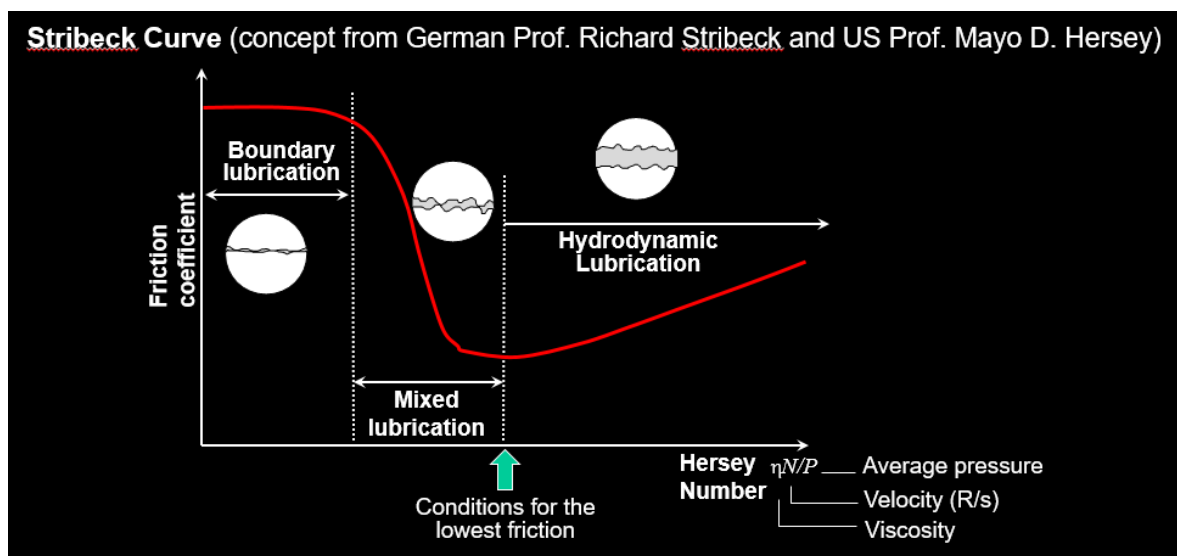 Stribeck Curve (concept from German Prof. Richard Stribeck and US Prof. Mayo D. Hersey)
Friction
coefficient
Boundary
lubrication
Mixed
lubrication
Hydrodynamic
Lubrication
Conditions for the
lowest friction
Hersey
Number
ηN/P
Average pressure
Velocity (R/s)
Viscosity